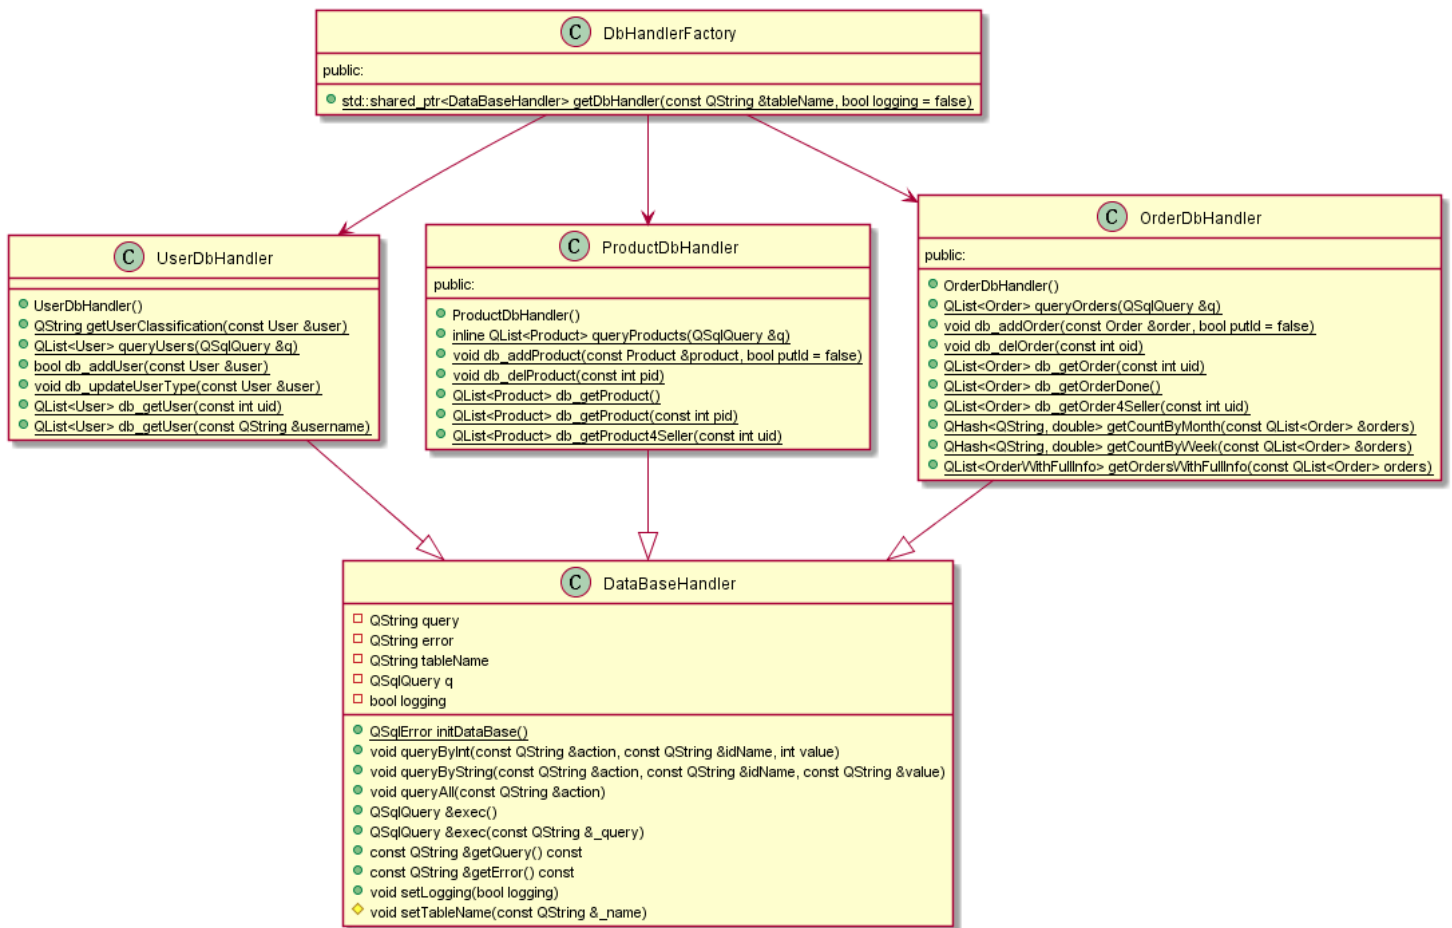 C DbHandlerFactory
public:
std::shared_ptr<DataBaseHandler> getDbHandler(const QString &tableName, bool logging = false)
C UserDbHandler
UserDbHandler()
QString getUserClassification(const User &user)
QList<User> queryUsers(QSqlQuery &q)
bool db_addUser(const User &user)
void db_updateUserType(const User &user)
QList<User> db_getUser(const int uid)
QList<User> db_getUser(const QString &username)
C ProductDbHandler
public:
ProductDbHandler()
inline QList<Product> queryProducts(QSqlQuery &q)
void db_addProduct(const Product &product, bool putId = false)
void db_delProduct(const int pid)
QList<Product> db_getProduct()
QList<Product> db_getProduct(const int pid)
QList<Product> db_getProduct4Seller(const int uid)
C OrderDbHandler
public:
OrderDbHandler()
QList<Order> queryOrders(QSqlQuery &q)
void db_addOrder(const Order &order, bool putId = false)
void db_delOrder(const int oid)
QList<Order> db_getOrder(const int uid)
QList<Order> db_getOrderDone()
QList<Order> db_getOrder4Seller(const int uid)
QHash<QString, double> getCountByMonth(const QList<Order> &orders)
QHash<QString, double> getCountByWeek(const QList<Order> &orders)
QList<OrderWithFullInfo> getOrdersWithFullInfo(const QList<Order> orders)
C DataBaseHandler
QString query
QString error
QString tableName
QSqlQuery q
bool logging
QSqlError initDataBase()
void queryByInt(const QString &action, const QString &idName, int value)
void queryByString(const QString &action, const QString &idName, const QString &value)
void queryAll(const QString &action)
QSqlQuery &exec()
QSqlQuery &exec(const QString &_query)
const QString &getQuery() const
const QString &getError() const
void setLogging(bool logging)
void setTableName(const QString &_name)